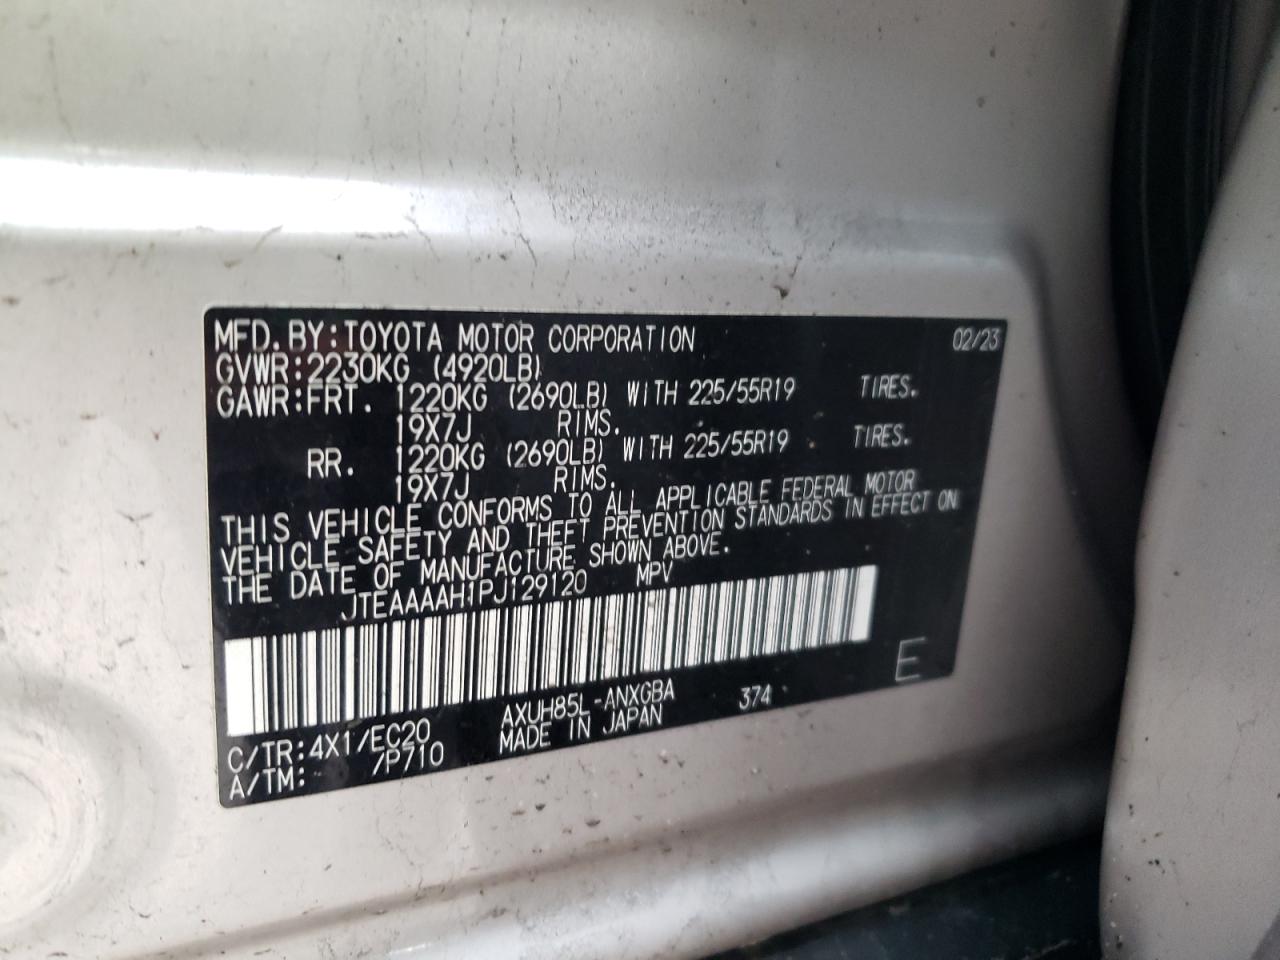 MFD. BY: TOYOTA MOTOR CORPORATION 02/23
GVWR: 2230KG (4920LB)
GAWR: FRT. 1220KG (2690LB) WITH 225/55R19 TIRES.
19X7J RIMS.
RR. 1220KG (2690LB) WITH 225/55R19 TIRES.
19X7J RIMS.
THIS VEHICLE CONFORMS TO ALL APPLICABLE FEDERAL MOTOR
VEHICLE SAFETY AND THEFT PREVENTION STANDARDS IN EFFECT ON
THE DATE OF MANUFACTURE SHOWN ABOVE.
JTEAAAAH1PJ129120 MPV
E
C/TR: 4X1/EC20 AXUH85L-ANXGBA 374
A/TM: /P710 MADE IN JAPAN